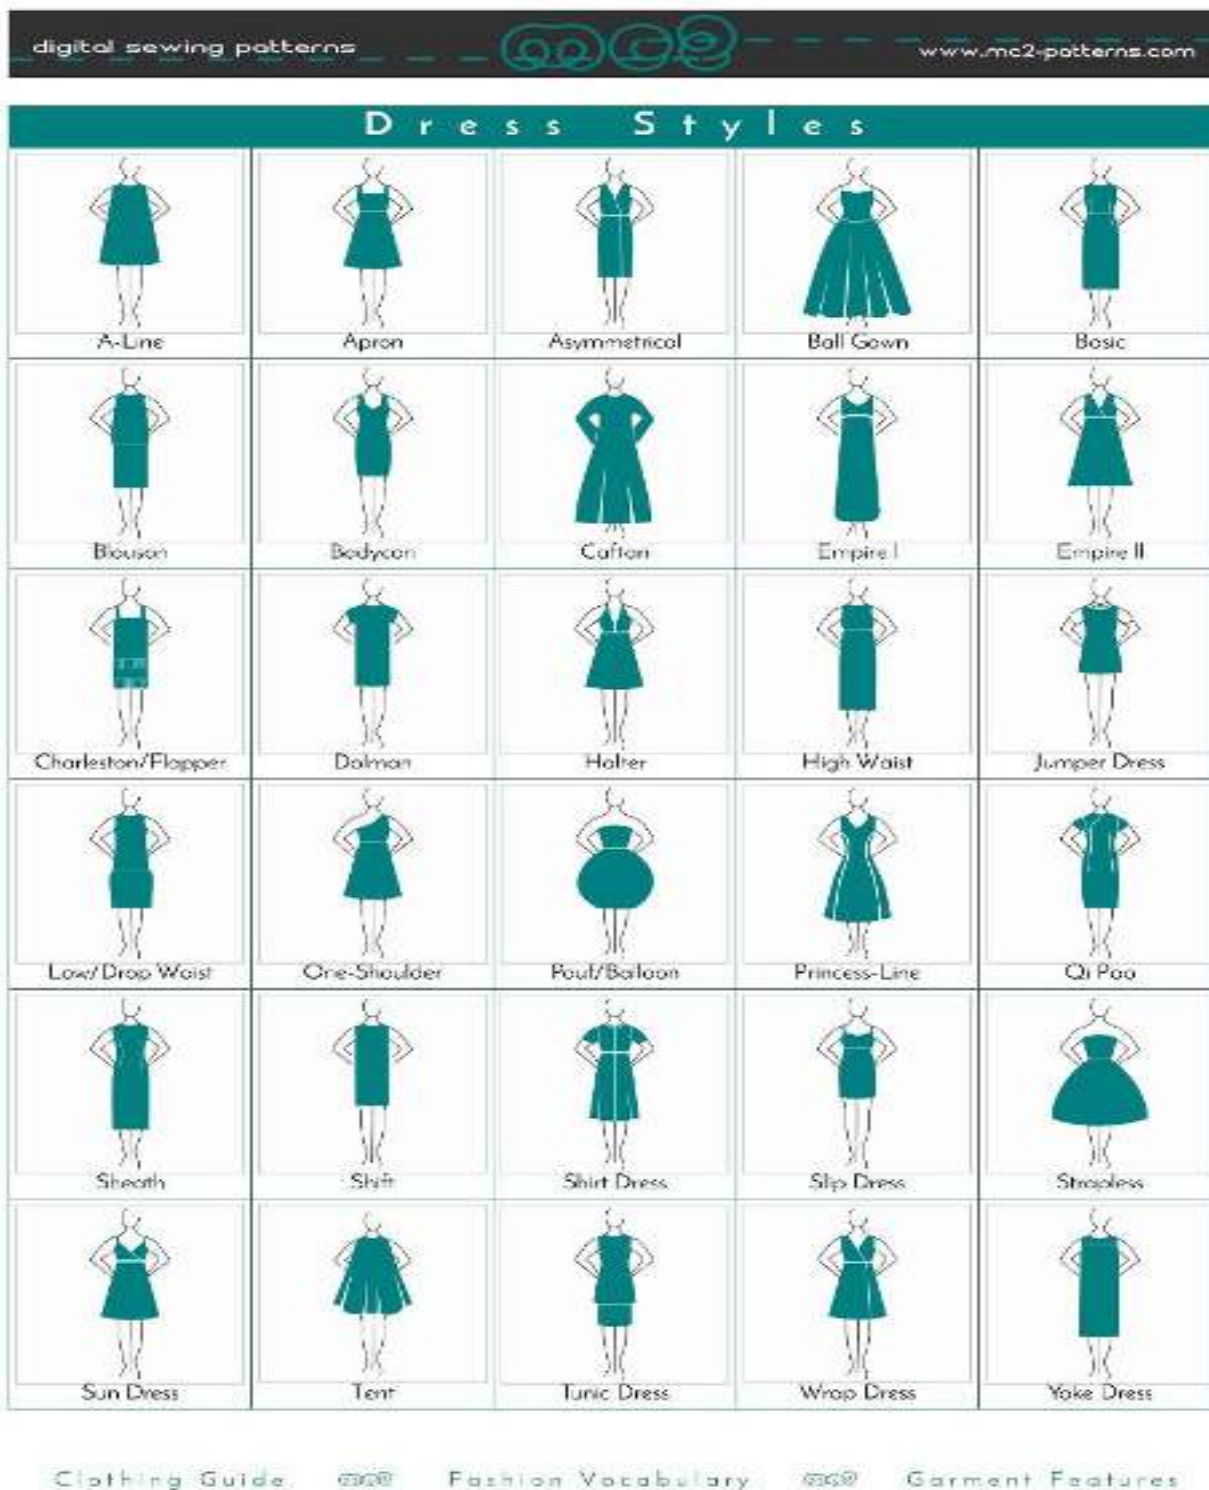 digital sewing patterns mc2 www.mc2-patterns.com
Dress Styles
A-Line Apron Asymmetrical Ball Gown Basic
Blouson Bodycon Caftan Empire I Empire II
Charleston/Flapper Dolman Halter High Waist Jumper Dress
Low/Drop Waist One-Shoulder Pouf/Balloon Princess-Line Qi Pao
Sheath Shift Shirt Dress Slip Dress Strapless
Sun Dress Tent Tunic Dress Wrap Dress Yoke Dress
Clothing Guide mc2 Fashion Vocabulary mc2 Garment Features